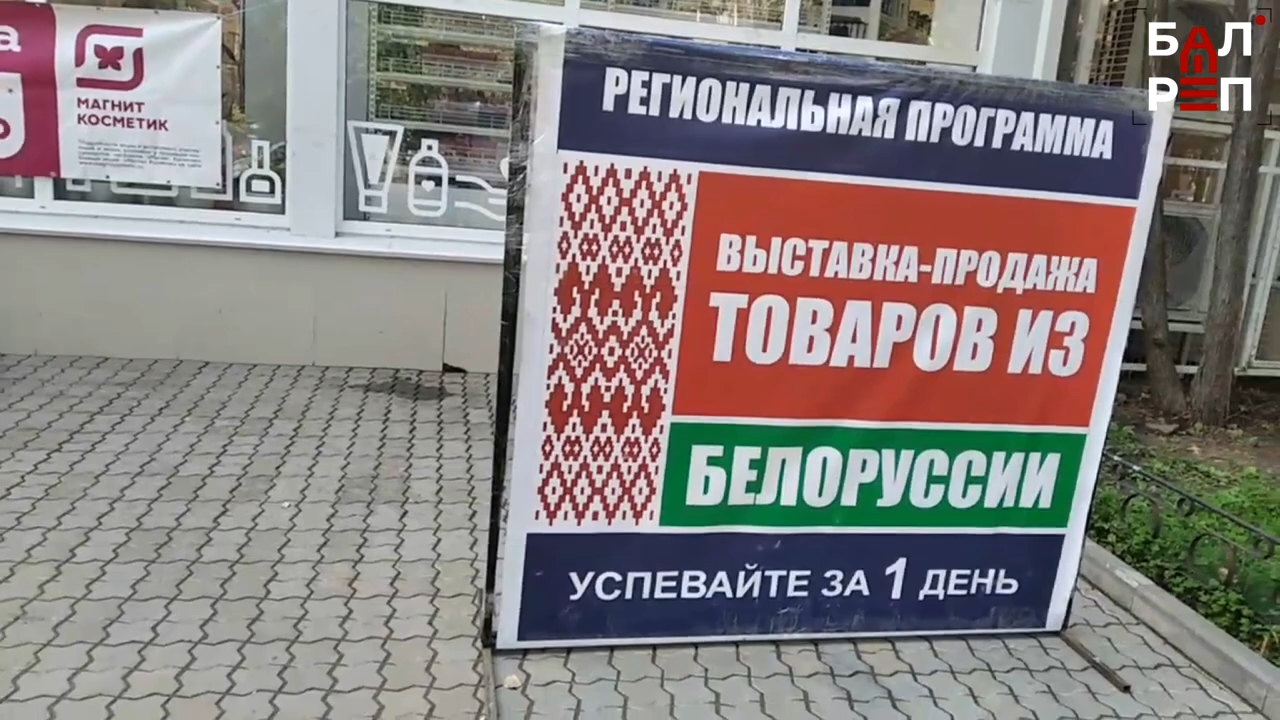 БАЛ
РЕП
а
МАГНИТ
КОСМЕТИК
РЕГИОНАЛЬНАЯ ПРОГРАММА
ВЫСТАВКА-ПРОДАЖА
ТОВАРОВ ИЗ
БЕЛОРУССИИ
УСПЕВАЙТЕ ЗА 1 ДЕНЬ